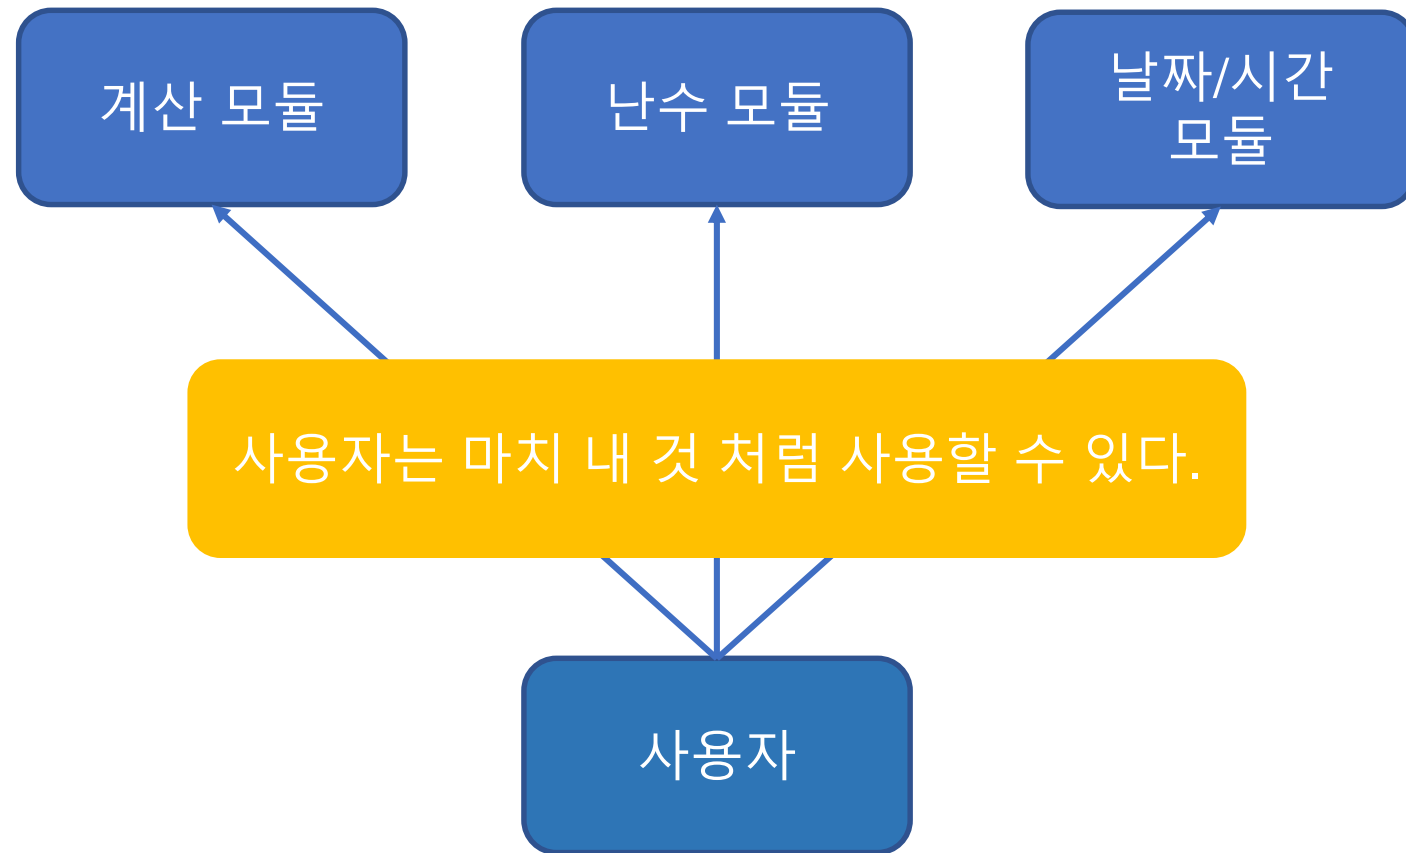 계산 모듈
난수 모듈
날짜/시간
모듈
사용자는 마치 내 것 처럼 사용할 수 있다.
사용자